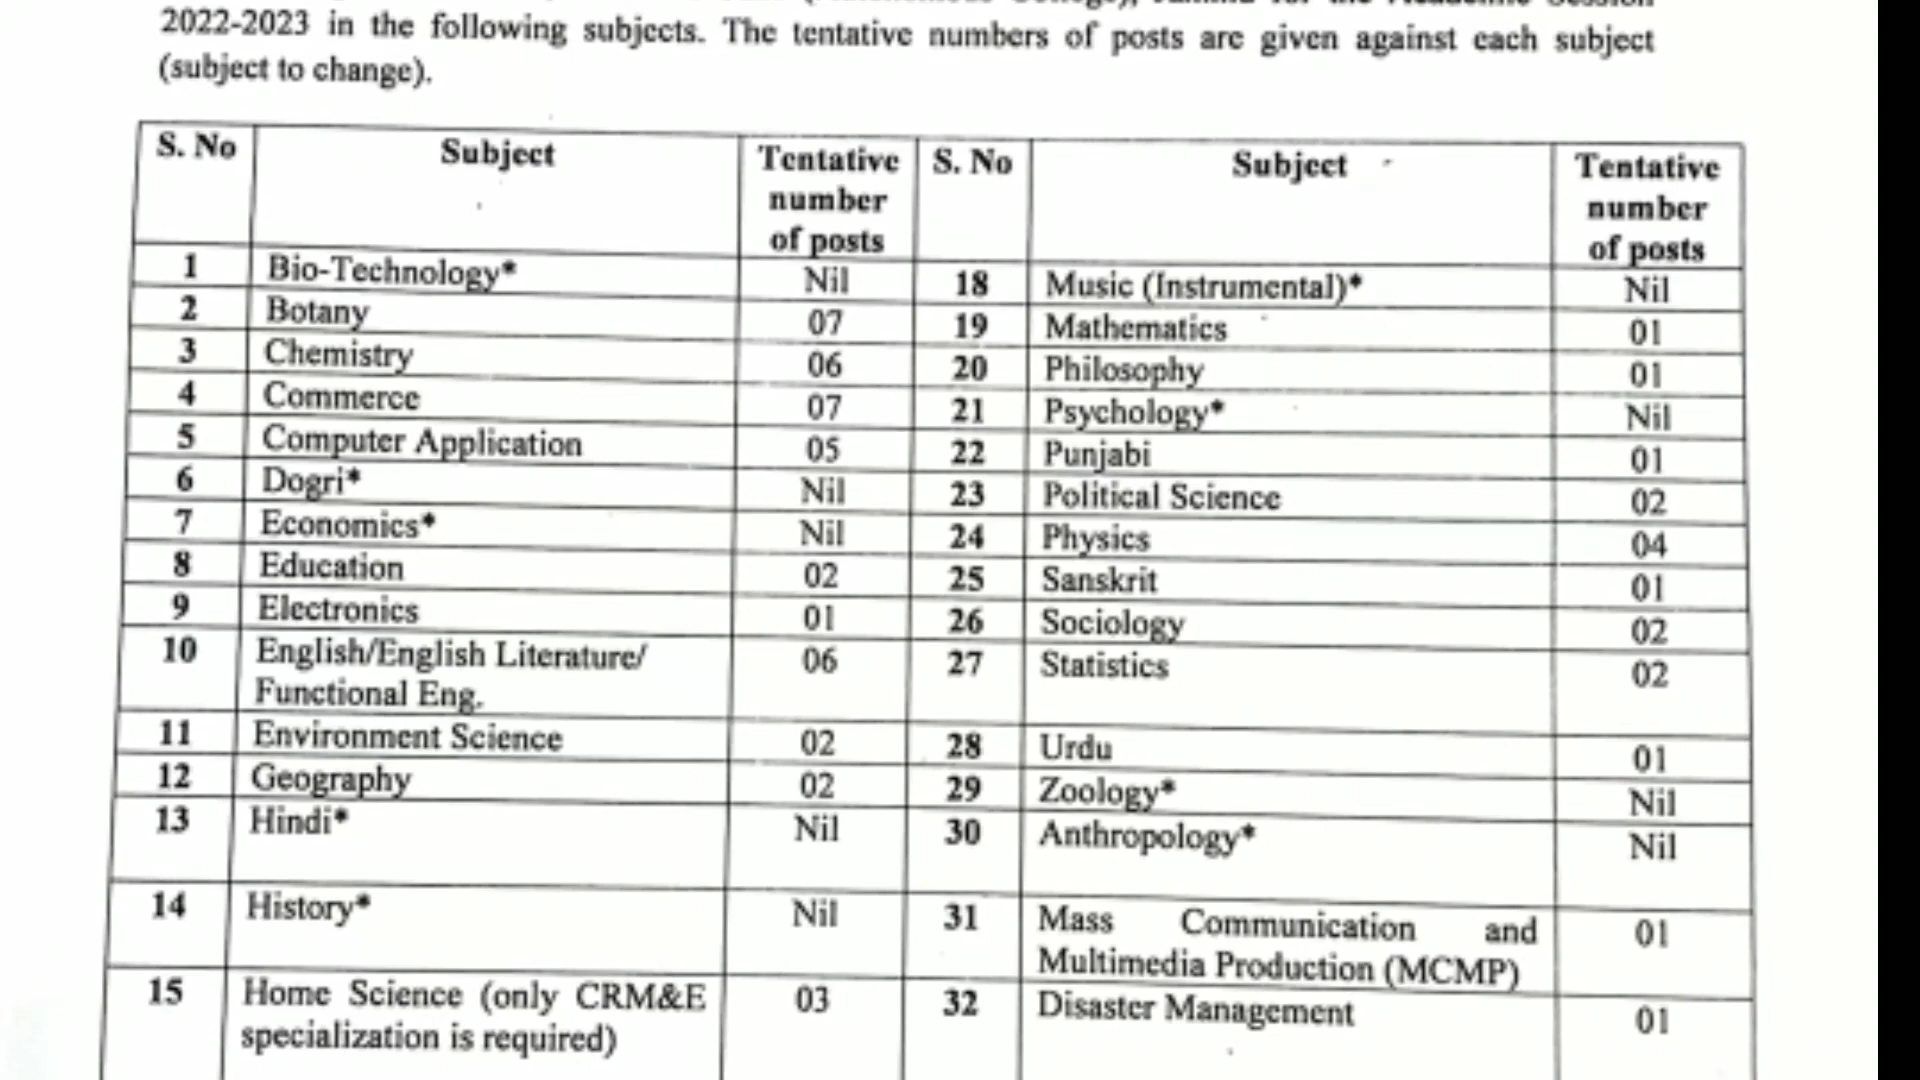 2022-2023 in the following subjects. The tentative numbers of posts are given against each subject
(subject to change).
S. No Subject Tentative number of posts S. No Subject Tentative number of posts
1 Bio-Technology* Nil 18 Music (Instrumental)* Nil
2 Botany 07 19 Mathematics 01
3 Chemistry 06 20 Philosophy 01
4 Commerce 07 21 Psychology* Nil
5 Computer Application 05 22 Punjabi 01
6 Dogri* Nil 23 Political Science 02
7 Economics* Nil 24 Physics 04
8 Education 02 25 Sanskrit 01
9 Electronics 01 26 Sociology 02
10 English/English Literature/ 06 27 Statistics 02
Functional Eng.
11 Environment Science 02 28 Urdu 01
12 Geography 02 29 Zoology* Nil
13 Hindi* Nil 30 Anthropology* Nil
14 History* Nil 31 Mass Communication and 01
Multimedia Production (MCMP)
15 Home Science (only CRM&E 03 32 Disaster Management 01
specialization is required)